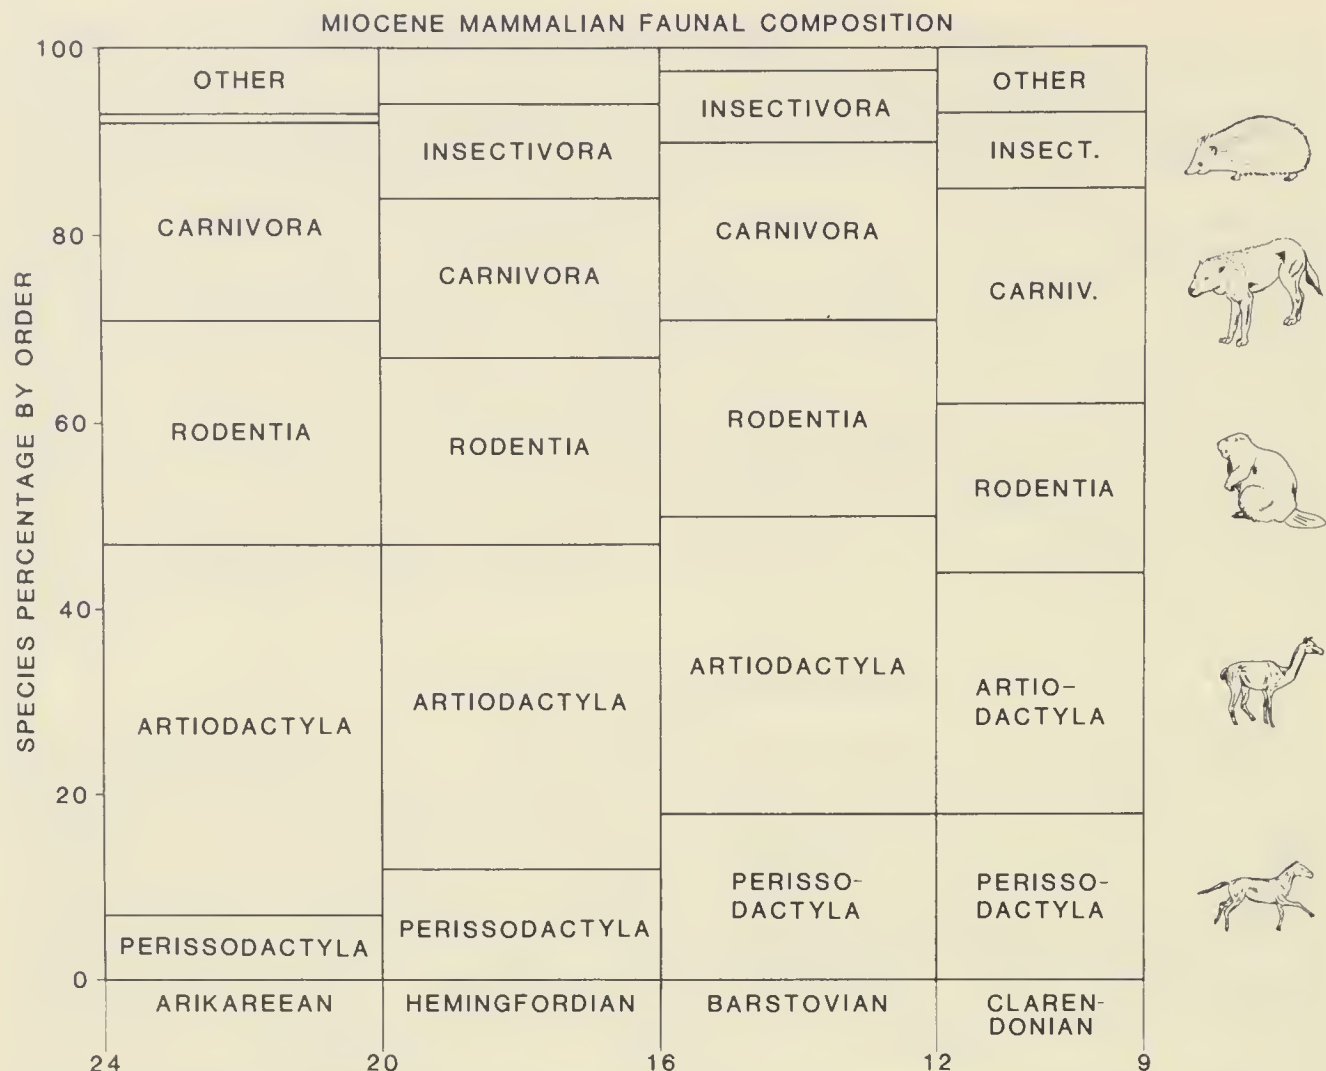 MIOCENE MAMMALIAN FAUNAL COMPOSITION
SPECIES PERCENTAGE BY ORDER
100
80
60
40
20
0
OTHER
CARNIVORA
RODENTIA
ARTIODACTYLA
PERISSODACTYLA
ARIKAREEAN
INSECTIVORA
CARNIVORA
RODENTIA
ARTIODACTYLA
PERISSODACTYLA
HEMINGFORDIAN
INSECTIVORA
CARNIVORA
RODENTIA
ARTIODACTYLA
PERISSO-
DACTYLA
BARSTOVIAN
OTHER
INSECT.
CARNIV.
RODENTIA
ARTIO-
DACTYLA
PERISSO-
DACTYLA
CLAREN-
DONIAN
24
20
16
12
9